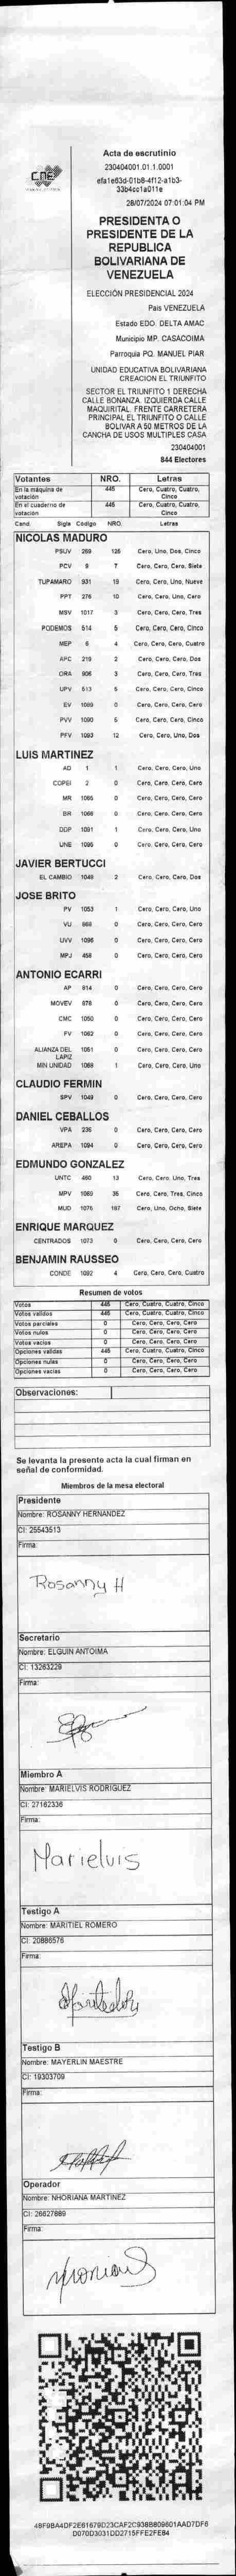 CNE
Acta de escrutinio
230404001.01.1.0001
efa1e63d-01b8-4f12-a1b3-
33b4cc1a011e
28/07/2024 07:01:04 PM
PRESIDENTA O
PRESIDENTE DE LA
REPUBLICA
BOLIVARIANA DE
VENEZUELA
ELECCIÓN PRESIDENCIAL 2024
Pais VENEZUELA
Estado EDO. DELTA AMAC
Municipio MP. CASACOIMA
Parroquia PQ. MANUEL PIAR
UNIDAD EDUCATIVA BOLIVARIANA
CREACION EL TRIUNFITO
SECTOR EL TRIUNFITO 1 DERECHA
CALLE BONANZA. IZQUIERDA CALLE
MAQUIRITAL. FRENTE CARRETERA
PRINCIPAL EL TRIUNFITO O CALLE
BOLIVAR A 50 METROS DE LA
CANCHA DE USOS MULTIPLES CASA
230404001
844 Electores
Votantes NRO. Letras
En la máquina de votación 445 Cero, Cuatro, Cuatro, Cinco
En el cuaderno de votación 445 Cero, Cuatro, Cuatro, Cinco
Cand. Sigla Código NRO. Letras
NICOLAS MADURO
PSUV 269 125 Cero, Uno, Dos, Cinco
PCV 9 7 Cero, Cero, Cero, Siete
TUPAMARO 931 19 Cero, Cero, Uno, Nueve
PPT 276 10 Cero, Cero, Uno, Cero
MSV 1017 3 Cero, Cero, Cero, Tres
PODEMOS 514 5 Cero, Cero, Cero, Cinco
MEP 6 4 Cero, Cero, Cero, Cuatro
APC 219 2 Cero, Cero, Cero, Dos
ORA 906 3 Cero, Cero, Cero, Tres
UPV 613 5 Cero, Cero, Cero, Cinco
EV 1089 0 Cero, Cero, Cero, Cero
PVV 1090 5 Cero, Cero, Cero, Cinco
PFV 1093 12 Cero, Cero, Uno, Dos
LUIS MARTINEZ
AD 1 1 Cero, Cero, Cero, Uno
COPEI 2 0 Cero, Cero, Cero, Cero
MR 1065 0 Cero, Cero, Cero, Cero
BR 1066 0 Cero, Cero, Cero, Cero
DDP 1091 1 Cero, Cero, Cero, Uno
UNE 1095 0 Cero, Cero, Cero, Cero
JAVIER BERTUCCI
EL CAMBIO 1048 2 Cero, Cero, Cero, Dos
JOSE BRITO
PV 1053 1 Cero, Cero, Cero, Uno
VU 868 0 Cero, Cero, Cero, Cero
UVV 1096 0 Cero, Cero, Cero, Cero
MPJ 458 0 Cero, Cero, Cero, Cero
ANTONIO ECARRI
AP 814 0 Cero, Cero, Cero, Cero
MOVEV 978 0 Cero, Cero, Cero, Cero
CMC 1050 0 Cero, Cero, Cero, Cero
FV 1062 0 Cero, Cero, Cero, Cero
ALIANZA DEL LAPIZ 1051 0 Cero, Cero, Cero, Cero
MIN UNIDAD 1068 1 Cero, Cero, Cero, Uno
CLAUDIO FERMIN
SPV 1049 0 Cero, Cero, Cero, Cero
DANIEL CEBALLOS
VPA 236 0 Cero, Cero, Cero, Cero
AREPA 1094 0 Cero, Cero, Cero, Cero
EDMUNDO GONZALEZ
UNTC 450 13 Cero, Cero, Uno, Tres
MPV 1080 35 Cero, Cero, Tres, Cinco
MUD 1076 187 Cero, Uno, Ocho, Siete
ENRIQUE MARQUEZ
CENTRADOS 1073 0 Cero, Cero, Cero, Cero
BENJAMIN RAUSSEO
CONDE 1092 4 Cero, Cero, Cero, Cuatro
Resumen de votos
Votos 445 Cero, Cuatro, Cuatro, Cinco
Votos validos 445 Cero, Cuatro, Cuatro, Cinco
Votos parciales 0 Cero, Cero, Cero, Cero
Votos nulos 0 Cero, Cero, Cero, Cero
Votos vacios 0 Cero, Cero, Cero, Cero
Opciones validas 445 Cero, Cuatro, Cuatro, Cinco
Opciones nulas 0 Cero, Cero, Cero, Cero
Opciones vacias 0 Cero, Cero, Cero, Cero
Observaciones:
Se levanta la presente acta la cual firman en
señal de conformidad.
Miembros de la mesa electoral
Presidente
Nombre: ROSANNY HERNANDEZ
CI: 25543513
Firma:
Rosanny H
Secretario
Nombre: ELGUIN ANTOIMA
CI: 13263229
Firma:
Miembro A
Nombre: MARIELVIS RODRIGUEZ
CI: 27162336
Firma:
Marielvis
Testigo A
Nombre: MARITIEL ROMERO
CI: 20886576
Firma:
Testigo B
Nombre: MAYERLIN MAESTRE
CI: 19303709
Firma:
Operador
Nombre: NHORIANA MARTINEZ
CI: 26627889
Firma:
48F9BA4DF2E61679D23CAF2C938B809601AAD7DF6
D070D3031DD2715FFE2FE84